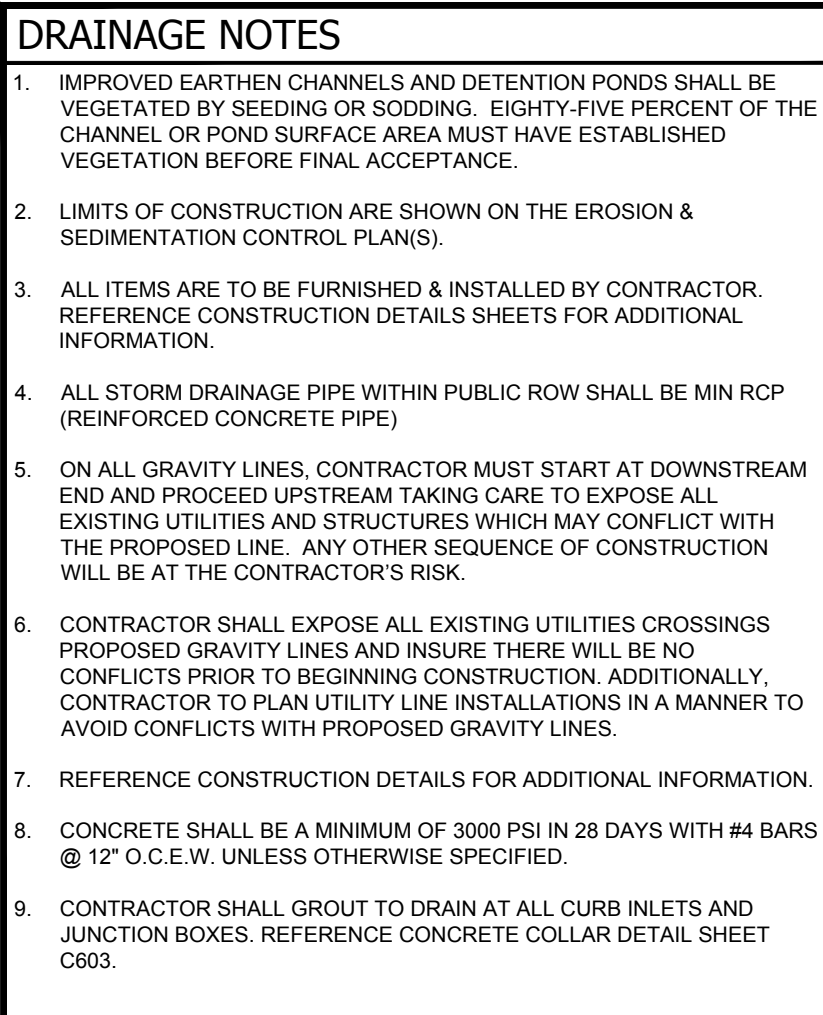 DRAINAGE NOTES
1. IMPROVED EARTHEN CHANNELS AND DETENTION PONDS SHALL BE
VEGETATED BY SEEDING OR SODDING. EIGHTY-FIVE PERCENT OF THE
CHANNEL OR POND SURFACE AREA MUST HAVE ESTABLISHED
VEGETATION BEFORE FINAL ACCEPTANCE.
2. LIMITS OF CONSTRUCTION ARE SHOWN ON THE EROSION &
SEDIMENTATION CONTROL PLAN(S).
3. ALL ITEMS ARE TO BE FURNISHED & INSTALLED BY CONTRACTOR.
REFERENCE CONSTRUCTION DETAILS SHEETS FOR ADDITIONAL
INFORMATION.
4. ALL STORM DRAINAGE PIPE WITHIN PUBLIC ROW SHALL BE MIN RCP
(REINFORCED CONCRETE PIPE)
5. ON ALL GRAVITY LINES, CONTRACTOR MUST START AT DOWNSTREAM
END AND PROCEED UPSTREAM TAKING CARE TO EXPOSE ALL
EXISTING UTILITIES AND STRUCTURES WHICH MAY CONFLICT WITH
THE PROPOSED LINE. ANY OTHER SEQUENCE OF CONSTRUCTION
WILL BE AT THE CONTRACTOR'S RISK.
6. CONTRACTOR SHALL EXPOSE ALL EXISTING UTILITIES CROSSINGS
PROPOSED GRAVITY LINES AND INSURE THERE WILL BE NO
CONFLICTS PRIOR TO BEGINNING CONSTRUCTION. ADDITIONALLY,
CONTRACTOR TO PLAN UTILITY LINE INSTALLATIONS IN A MANNER TO
AVOID CONFLICTS WITH PROPOSED GRAVITY LINES.
7. REFERENCE CONSTRUCTION DETAILS FOR ADDITIONAL INFORMATION.
8. CONCRETE SHALL BE A MINIMUM OF 3000 PSI IN 28 DAYS WITH #4 BARS
@ 12" O.C.E.W. UNLESS OTHERWISE SPECIFIED.
9. CONTRACTOR SHALL GROUT TO DRAIN AT ALL CURB INLETS AND
JUNCTION BOXES. REFERENCE CONCRETE COLLAR DETAIL SHEET
C603.